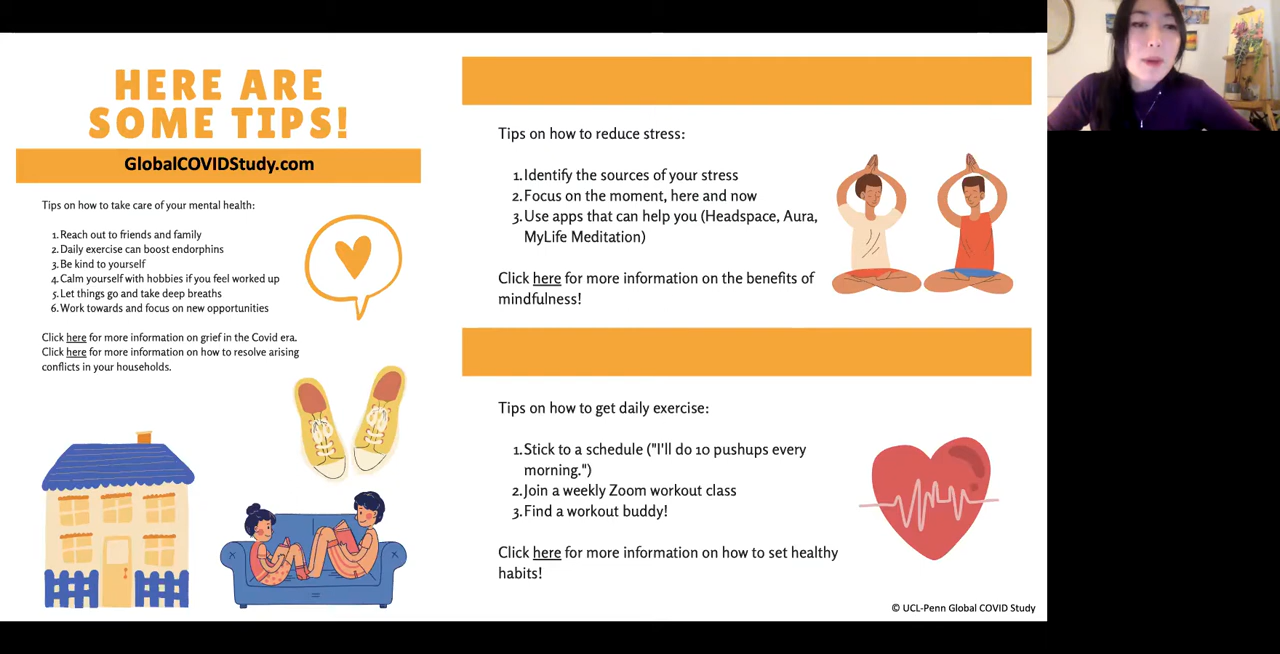 HERE ARE
SOME TIPS!
GlobalCOVIDStudy.com
Tips on how to take care of your mental health:
1. Reach out to friends and family
2. Daily exercise can boost endorphins
3. Be kind to yourself
4. Calm yourself with hobbies if you feel worked up
5. Let things go and take deep breaths
6. Work towards and focus on new opportunities
Click here for more information on grief in the Covid era.
Click here for more information on how to resolve arising
conflicts in your households.
Tips on how to reduce stress:
1. Identify the sources of your stress
2. Focus on the moment, here and now
3. Use apps that can help you (Headspace, Aura,
MyLife Meditation)
Click here for more information on the benefits of
mindfulness!
Tips on how to get daily exercise:
1. Stick to a schedule ("I'll do 10 pushups every
morning.")
2. Join a weekly Zoom workout class
3. Find a workout buddy!
Click here for more information on how to set healthy
habits!
© UCL-Penn Global COVID Study